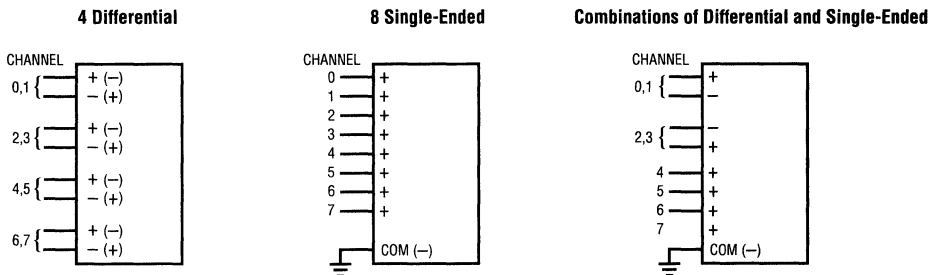 4 Differential
CHANNEL
0,1 { + (–)
– (+)
2,3 { + (–)
– (+)
4,5 { + (–)
– (+)
6,7 { + (–)
– (+)
8 Single-Ended
CHANNEL
0 +
1 +
2 +
3 +
4 +
5 +
6 +
7 +
COM (–)
Combinations of Differential and Single-Ended
CHANNEL
0,1 { +
–
2,3 { –
+
4 +
5 +
6 +
7 +
COM (–)